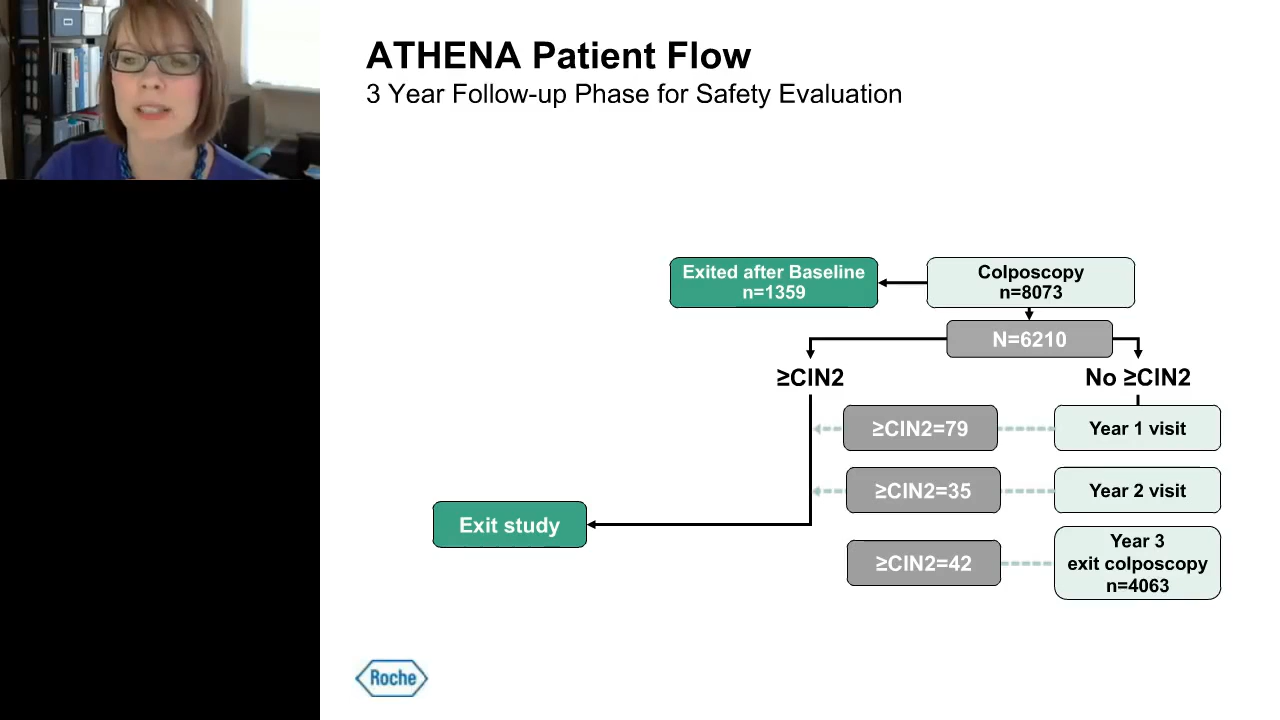 ATHENA Patient Flow
3 Year Follow-up Phase for Safety Evaluation
Exited after Baseline
n=1359
Colposcopy
n=8073
N=6210
≥CIN2
No ≥CIN2
≥CIN2=79
Year 1 visit
≥CIN2=35
Year 2 visit
Exit study
≥CIN2=42
Year 3
exit colposcopy
n=4063
Roche